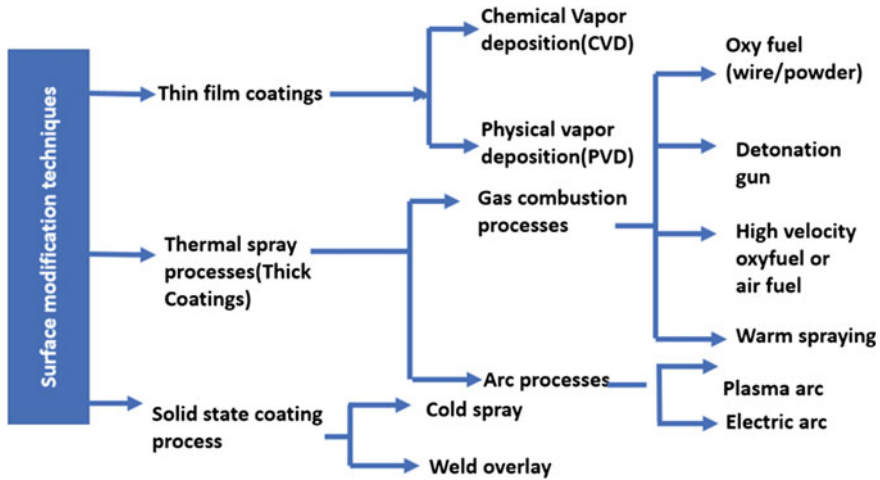 Surface modification techniques
Thin film coatings
Chemical Vapor
deposition(CVD)
Physical vapor
deposition(PVD)
Thermal spray
processes(Thick
Coatings)
Gas combustion
processes
Oxy fuel
(wire/powder)
Detonation
gun
High velocity
oxyfuel or
air fuel
Warm spraying
Arc processes
Plasma arc
Electric arc
Solid state coating
process
Cold spray
Weld overlay